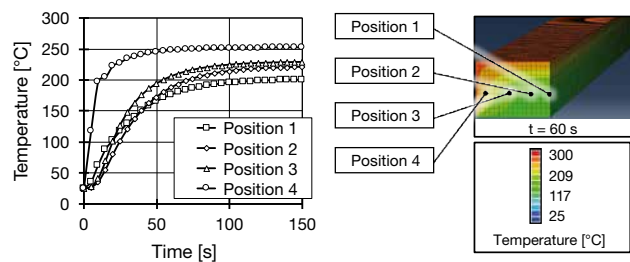 Temperature [°C]
300
250
200
150
100
50
0
0
50
100
150
Time [s]
Position 1
Position 2
Position 3
Position 4
Position 1
Position 2
Position 3
Position 4
t = 60 s
300
209
117
25
Temperature [°C]